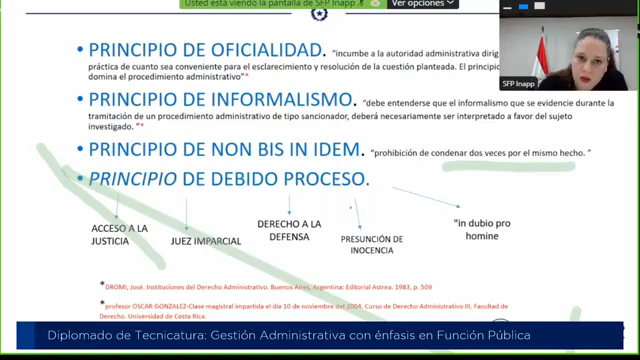 Usted está viendo la pantalla de SFP Inapp
Ver opciones
• PRINCIPIO DE OFICIALIDAD. "incumbe a la autoridad administrativa dirig
práctica de cuanto sea conveniente para el esclarecimiento y resolución de la cuestión planteada. El princip
domina el procedimiento administrativo"*
• PRINCIPIO DE INFORMALISMO. "debe entenderse que el informalismo que se evidencie durante la
tramitación de un procedimiento administrativo de tipo sancionador, deberá necesariamente ser interpretado a favor del sujeto
investigado. "*
• PRINCIPIO DE NON BIS IN IDEM. "prohibición de condenar dos veces por el mismo hecho. "
• PRINCIPIO DE DEBIDO PROCESO.
ACCESO A LA
JUSTICIA
JUEZ IMPARCIAL
DERECHO A LA
DEFENSA
PRESUNCIÓN DE
INOCENCIA
"in dubio pro
homine
* DROMI, José. Instituciones del Derecho Administrativo. Buenos Aires, Argentina: Editorial Astrea. 1983, p. 509
* profesor OSCAR GONZALEZ-Clase magistral impartida el día 10 de noviembre del 2004. Curso de Derecho Administrativo III. Facultad de
Derecho. Universidad de Costa Rica.
SFP Inapp
Diplomado de Tecnicatura: Gestión Administrativa con énfasis en Función Pública